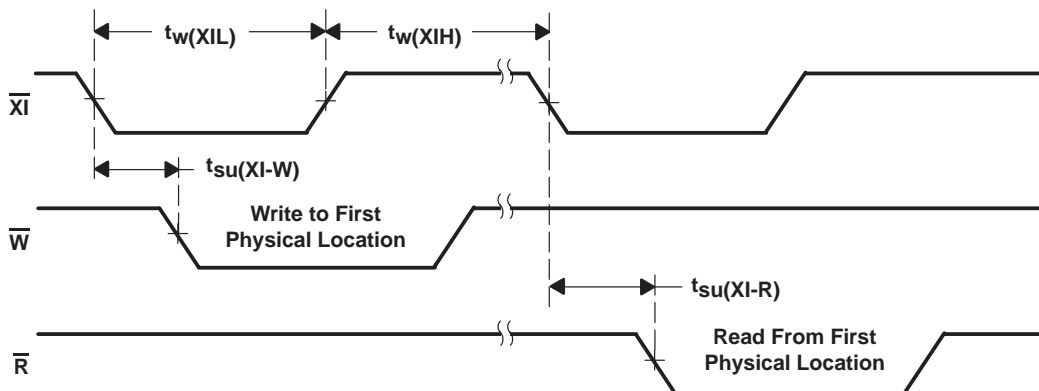 tw(XIL)
tw(XIH)
XI
tsu(XI-W)
Write to First
Physical Location
W
tsu(XI-R)
Read From First
Physical Location
R